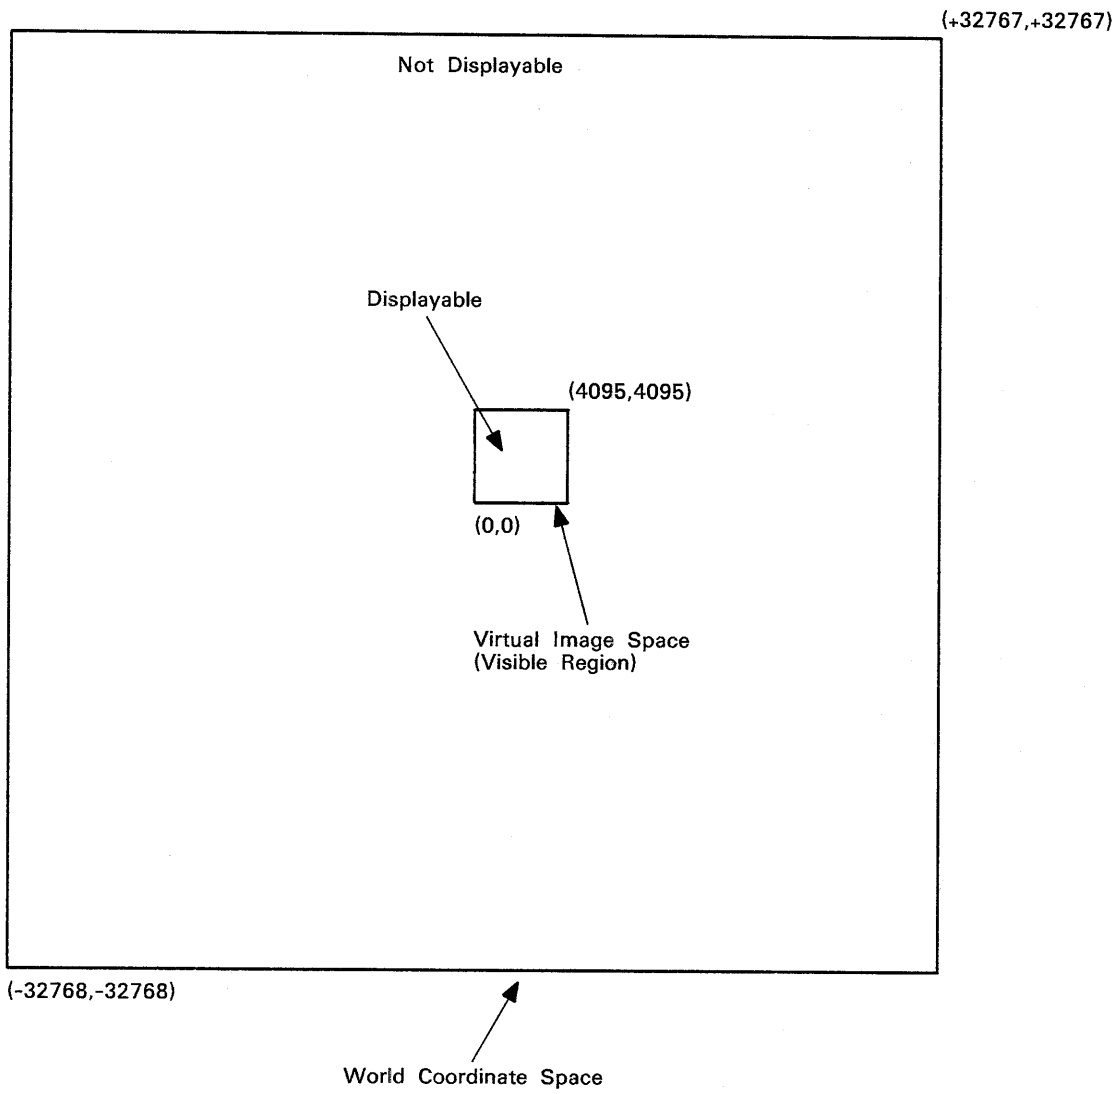 (+32767,+32767)
Not Displayable
Displayable
(4095,4095)
(0,0)
Virtual Image Space
(Visible Region)
(-32768,-32768)
World Coordinate Space